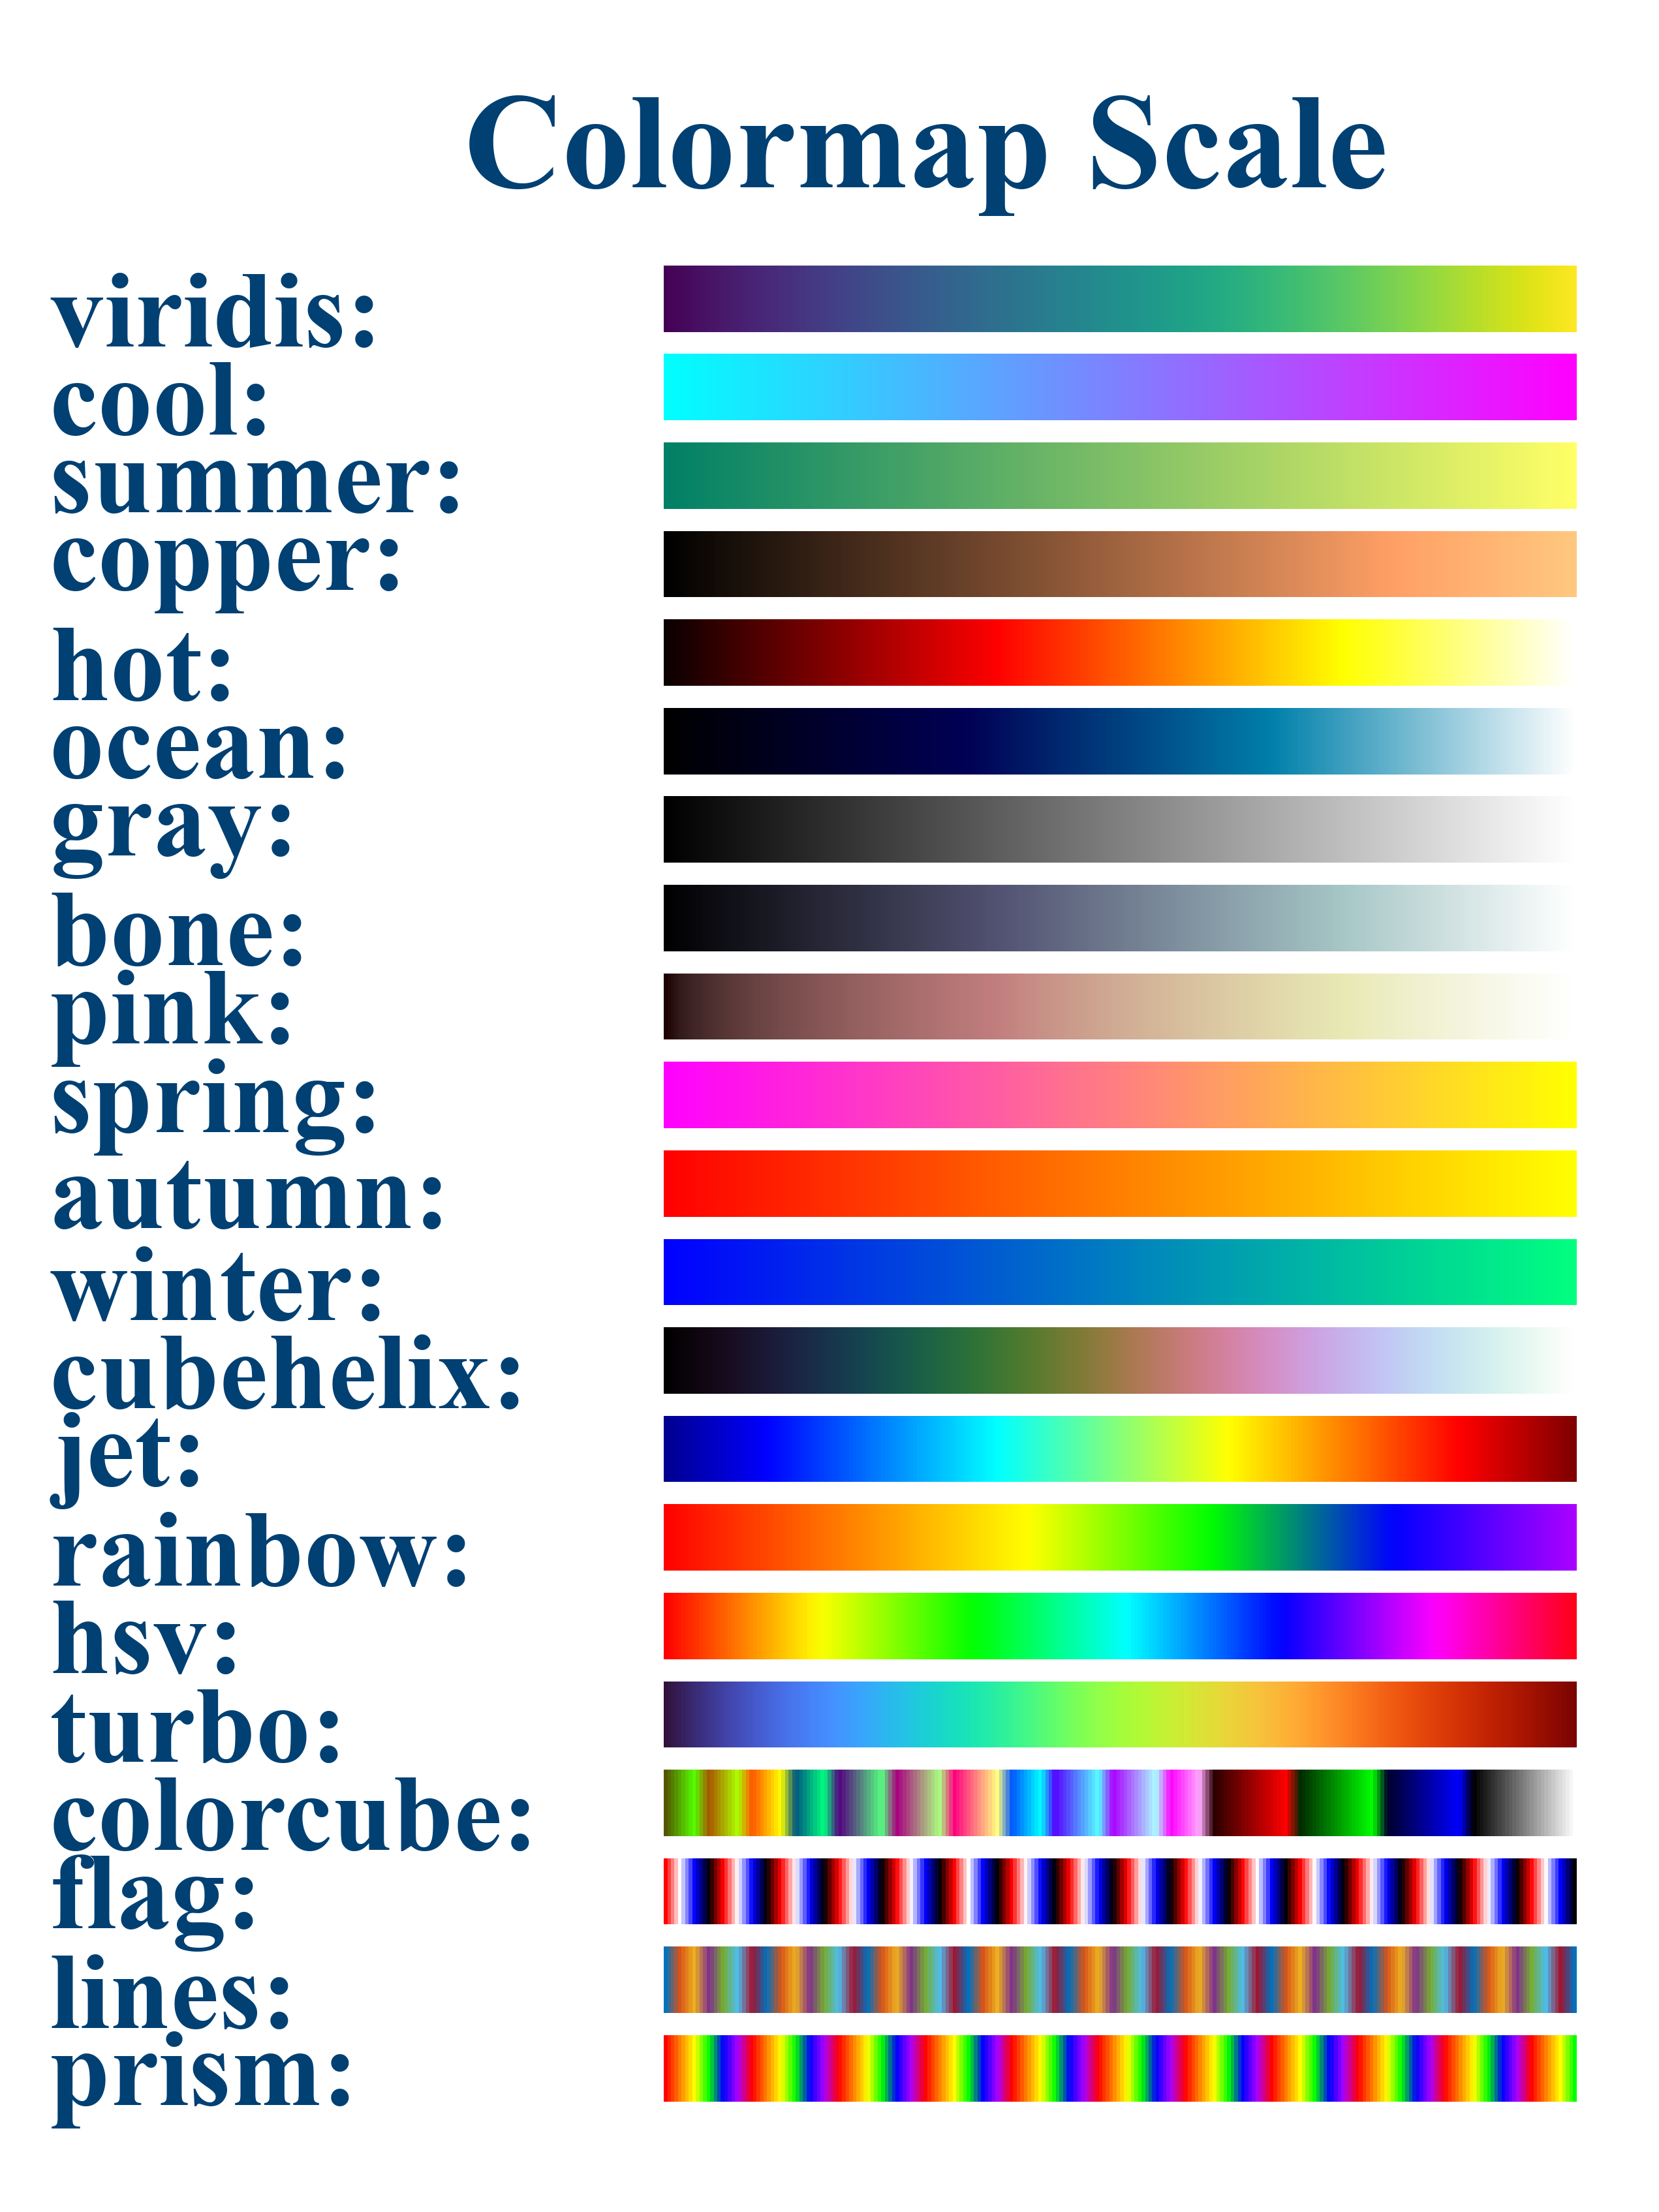 Colormap Scale
viridis:
cool:
summer:
copper:
hot:
ocean:
gray:
bone:
pink:
spring:
autumn:
winter:
cubehelix:
jet:
rainbow:
hsv:
turbo:
colorcube:
flag:
lines:
prism: